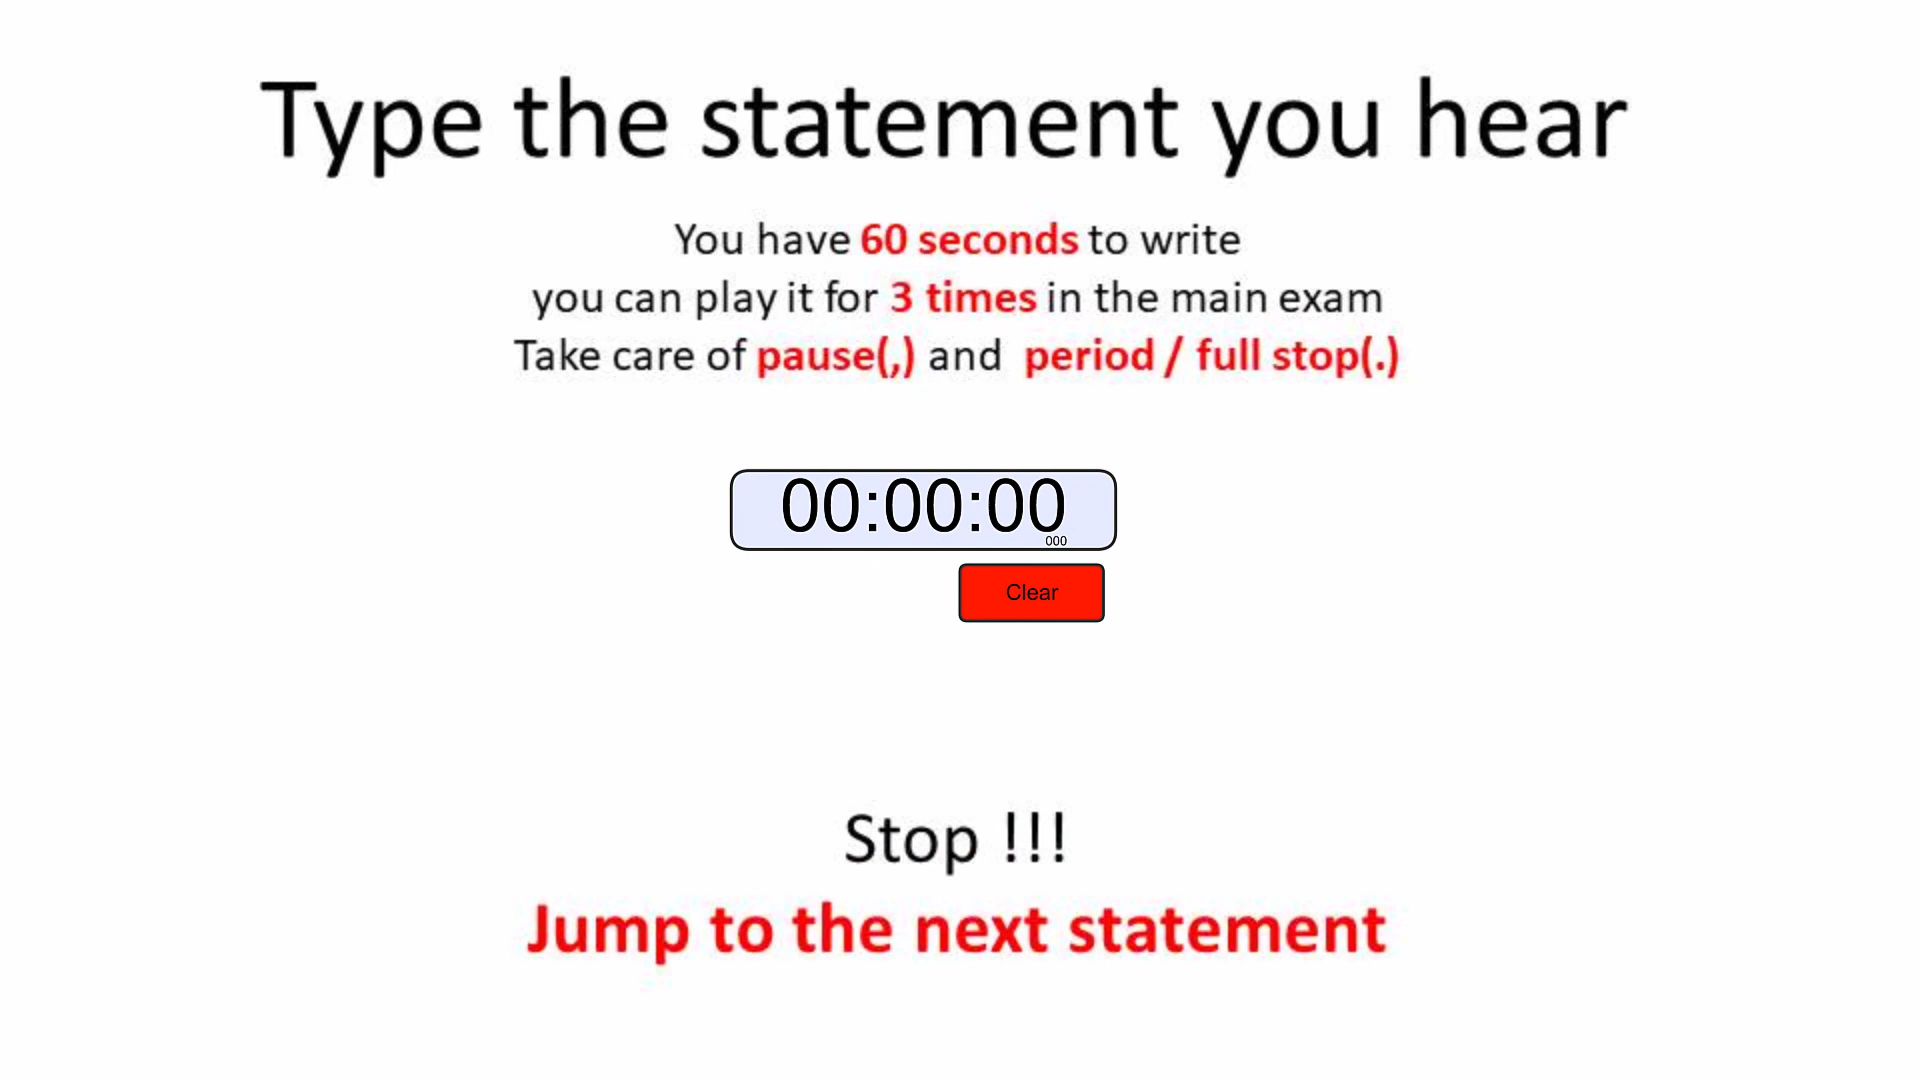 Type the statement you hear
You have 60 seconds to write
you can play it for 3 times in the main exam
Take care of pause(,) and period / full stop(.)
00:00:00
000
Clear
Stop !!!
Jump to the next statement